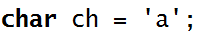 char ch = 'a';